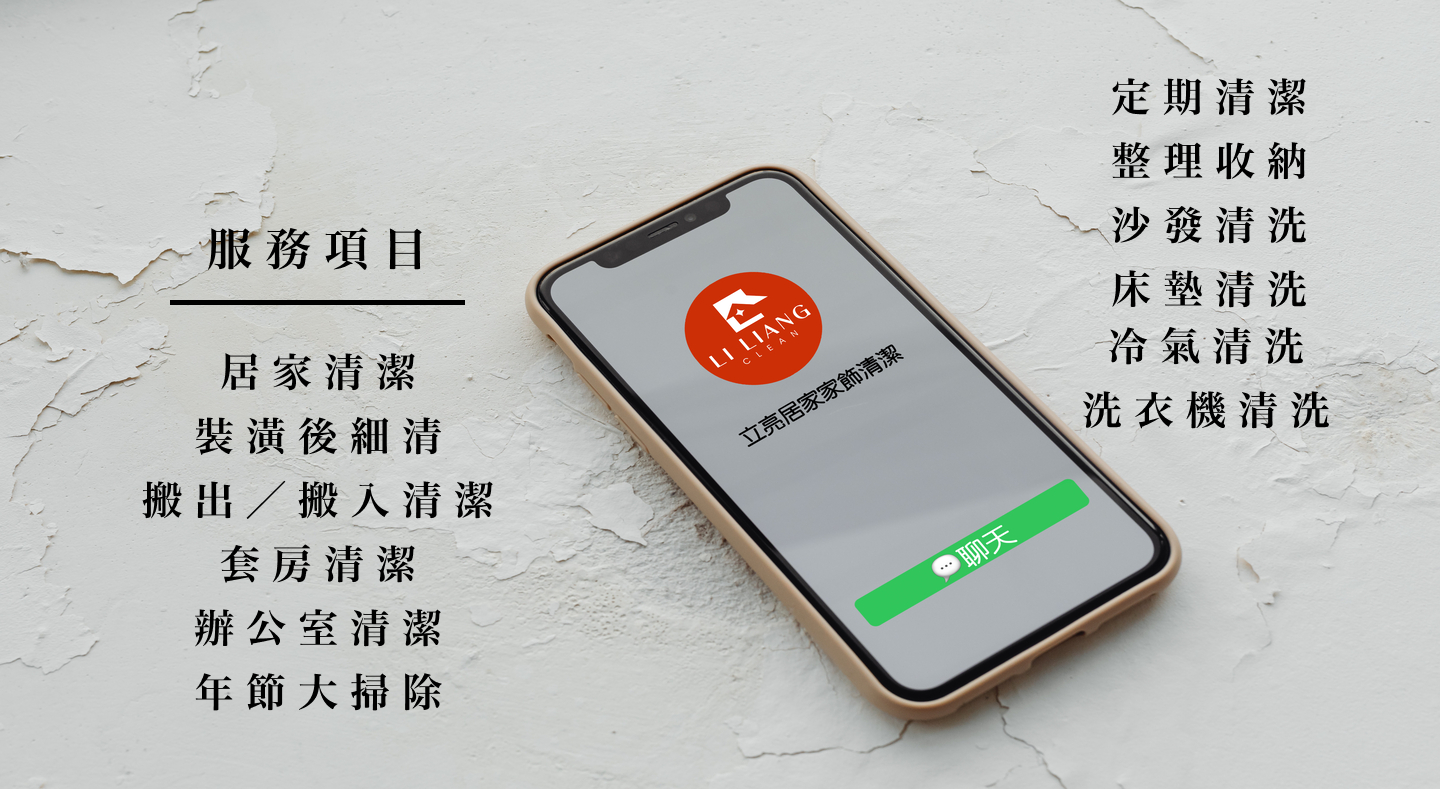 服務項目
居家清潔
裝潢後細清
搬出／搬入清潔
套房清潔
辦公室清潔
年節大掃除
LI LIANG
CLEAN
立亮居家家飾清潔
聊天
定期清潔
整理收納
沙發清洗
床墊清洗
冷氣清洗
洗衣機清洗